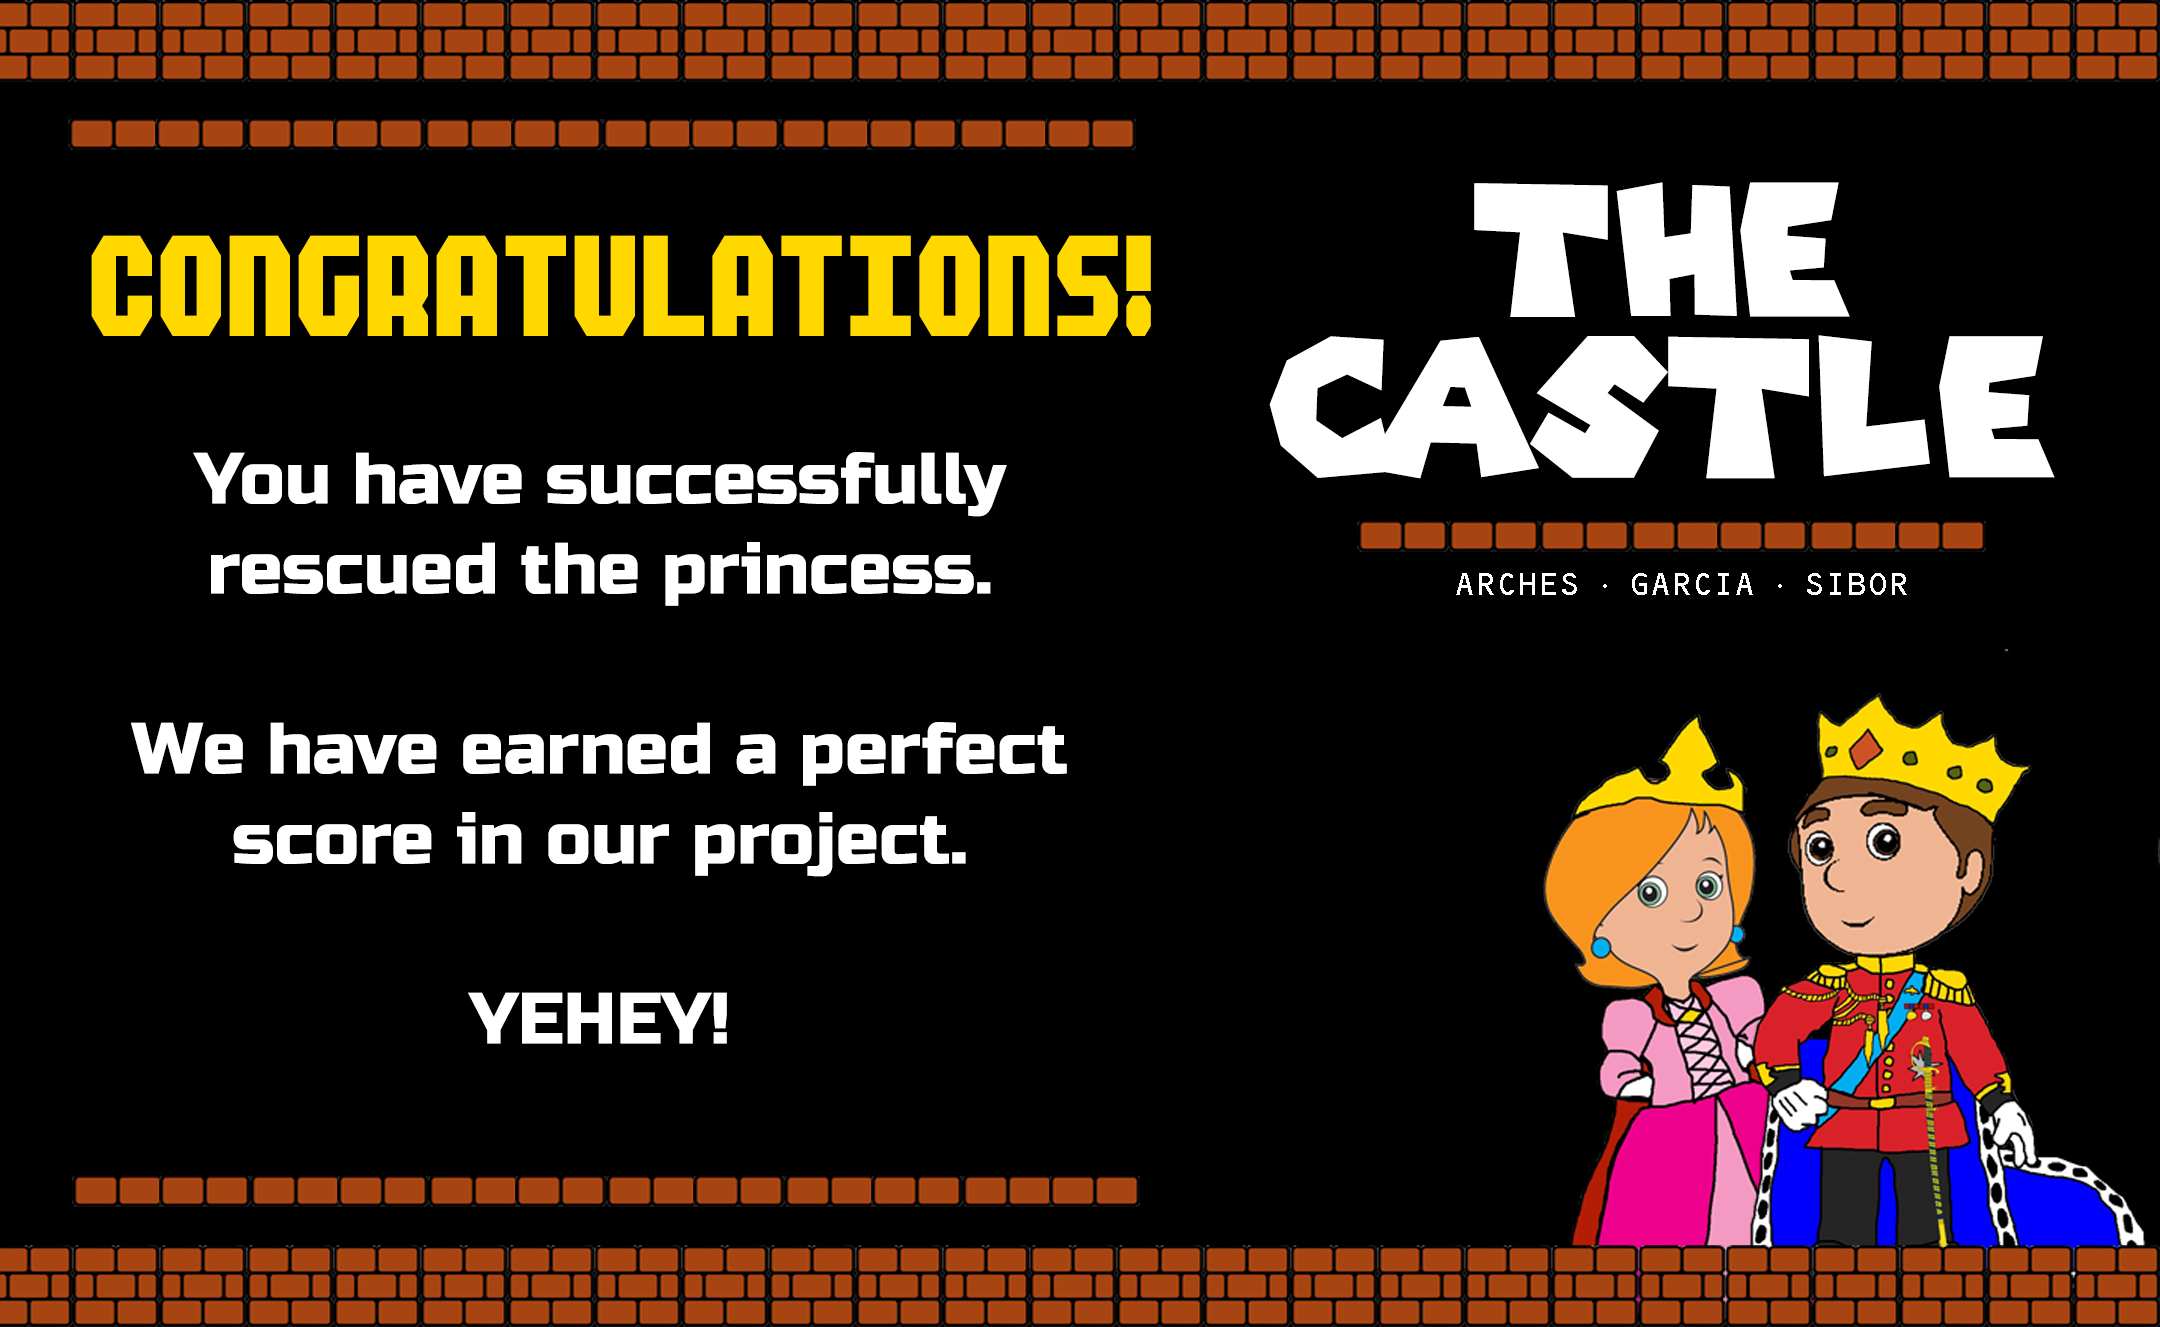 CONGRATULATIONS!
You have successfully
rescued the princess.
We have earned a perfect
score in our project.
YEHEY!
THE
CASTLE
ARCHES · GARCIA · SIBOR